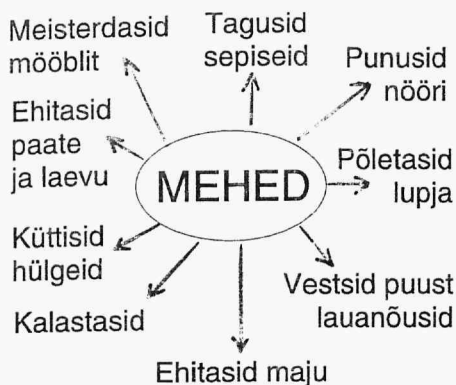 Meisterdasid
mööblit
Tagusid
sepiseid
Punusid
nööri
Ehitasid
paate
ja laevu
MEHED
Põletasid
lupja
Küttisid
hülgeid
Vestsid puust
lauanõusid
Kalastasid
Ehitasid maju